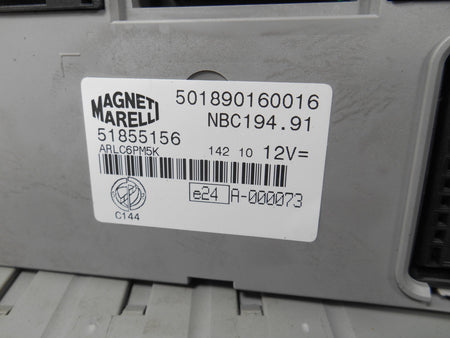 MAGNETI
MARELLI
501890160016
NBC194.91
51855156
ARLC6PM5K
142 10 12V=
e24 A-000073
C144